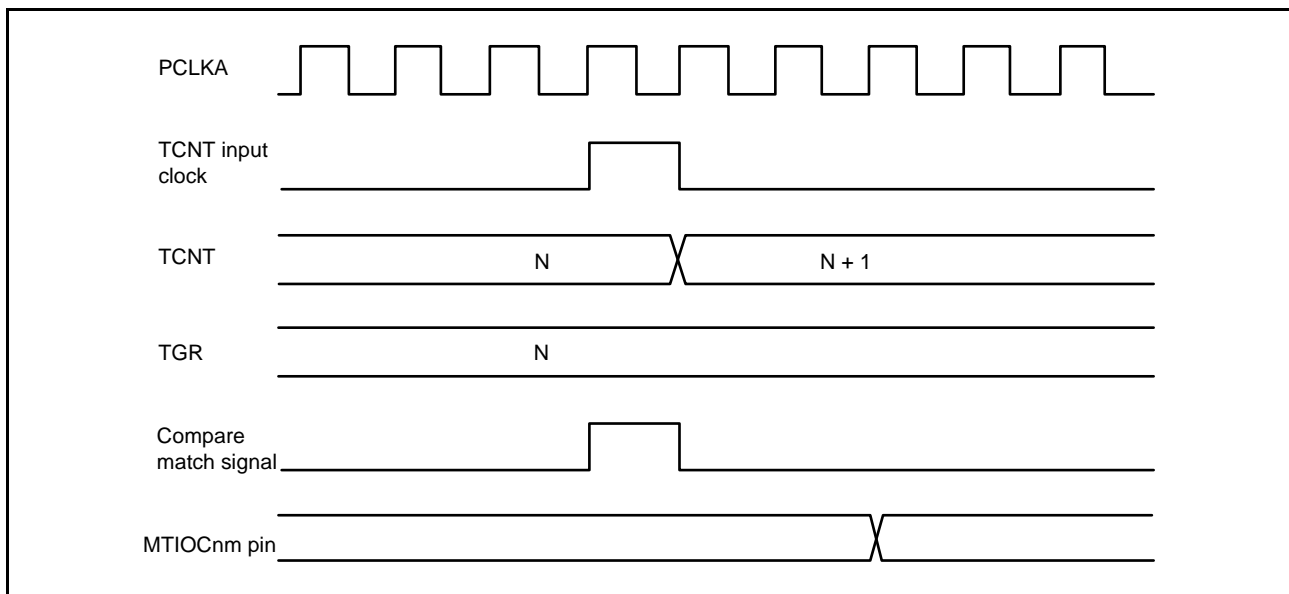 PCLKA
TCNT input
clock
TCNT
N
N + 1
TGR
N
Compare
match signal
MTIOCnm pin